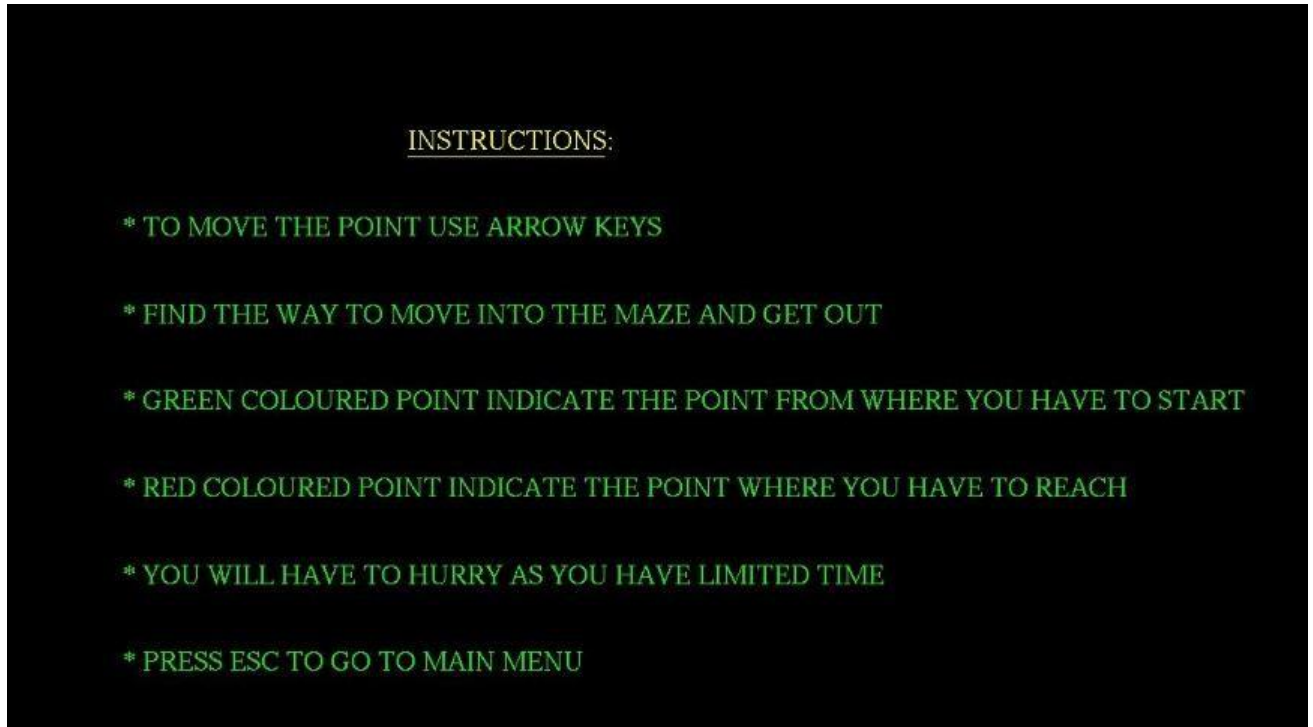 INSTRUCTIONS:
* TO MOVE THE POINT USE ARROW KEYS
* FIND THE WAY TO MOVE INTO THE MAZE AND GET OUT
* GREEN COLOURED POINT INDICATE THE POINT FROM WHERE YOU HAVE TO START
* RED COLOURED POINT INDICATE THE POINT WHERE YOU HAVE TO REACH
* YOU WILL HAVE TO HURRY AS YOU HAVE LIMITED TIME
* PRESS ESC TO GO TO MAIN MENU